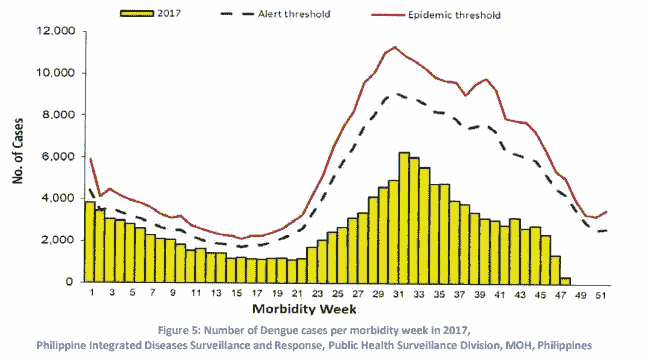 2017 Alert threshold Epidemic threshold
12,000
10,000
8,000
6,000
4,000
2,000
0
No. of Cases
1 3 5 7 9 11 13 15 17 19 21 23 25 27 29 31 33 35 37 39 41 43 45 47 49 51
Morbidity Week
Figure 5: Number of Dengue cases per morbidity week in 2017,
Philippine Integrated Diseases Surveillance and Response, Public Health Surveillance Division, MOH, Philippines